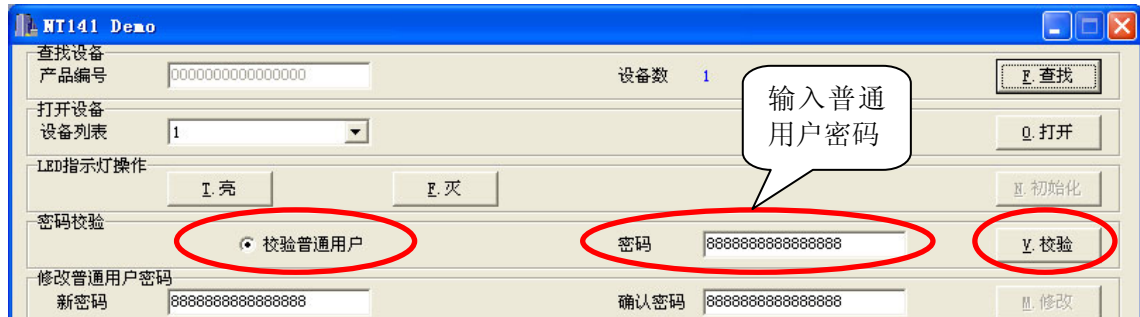 NT141 Demo
查找设备
产品编号 0000000000000000 设备数 1 F.查找
输入普通
用户密码
打开设备
设备列表 1 O.打开
LED指示灯操作
T.亮 F.灭 N.初始化
密码校验
校验普通用户 密码 8888888888888888 V.校验
修改普通用户密码
新密码 8888888888888888 确认密码 8888888888888888 M.修改